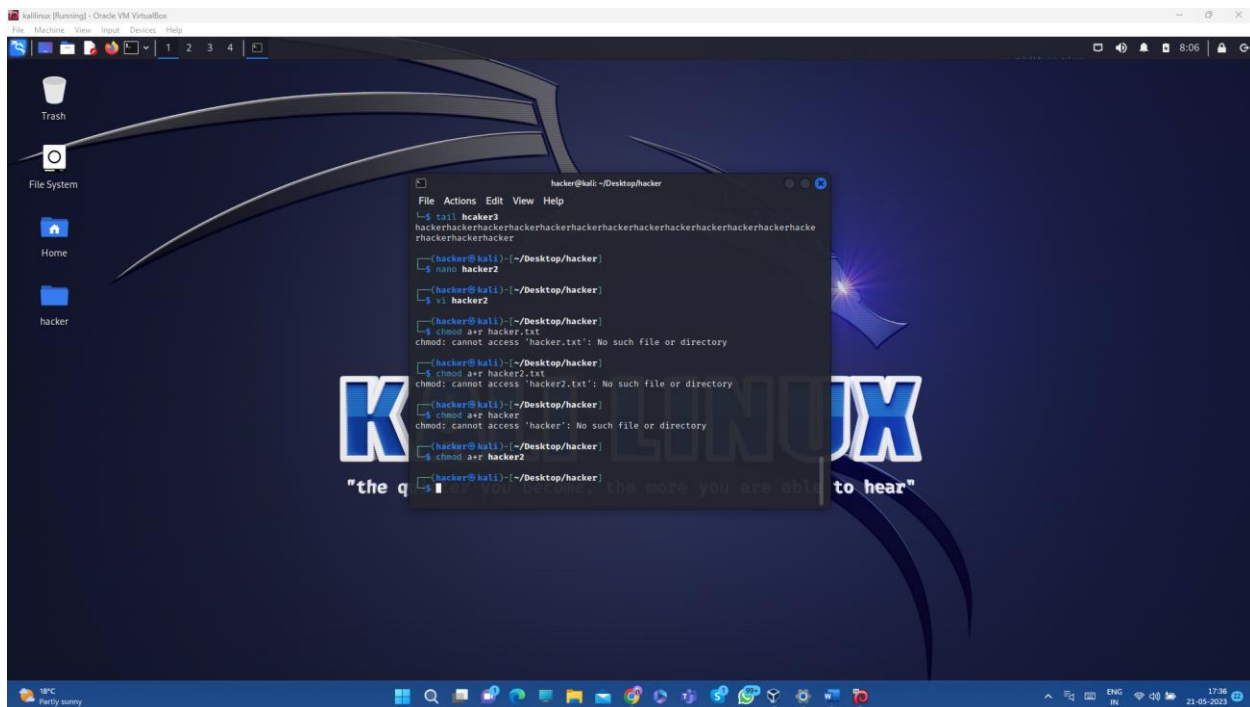 kalilinux [Running] - Oracle VM VirtualBox
File Machine View Input Devices Help
1 2 3 4
8:06
Trash
File System
Home
hacker
hacker@kali: ~/Desktop/hacker
File Actions Edit View Help
└─$ tail hcaker3
hackerhackerhackerhackerhackerhackerhackerhackerhackerhackerhackerhackerhacke
rhackerhackerhacker
┌──(hacker㉿kali)-[~/Desktop/hacker]
└─$ nano hacker2
┌──(hacker㉿kali)-[~/Desktop/hacker]
└─$ vi hacker2
┌──(hacker㉿kali)-[~/Desktop/hacker]
└─$ chmod a+r hacker.txt
chmod: cannot access 'hacker.txt': No such file or directory
┌──(hacker㉿kali)-[~/Desktop/hacker]
└─$ chmod a+r hacker2.txt
chmod: cannot access 'hacker2.txt': No such file or directory
┌──(hacker㉿kali)-[~/Desktop/hacker]
└─$ chmod a+r hacker
chmod: cannot access 'hacker': No such file or directory
┌──(hacker㉿kali)-[~/Desktop/hacker]
└─$ chmod a+r hacker2
┌──(hacker㉿kali)-[~/Desktop/hacker]
└─$
KALI LINUX
"the quieter you become, the more you are able to hear"
18°C
Partly sunny
99+
ENG
IN
17:36
21-05-2023